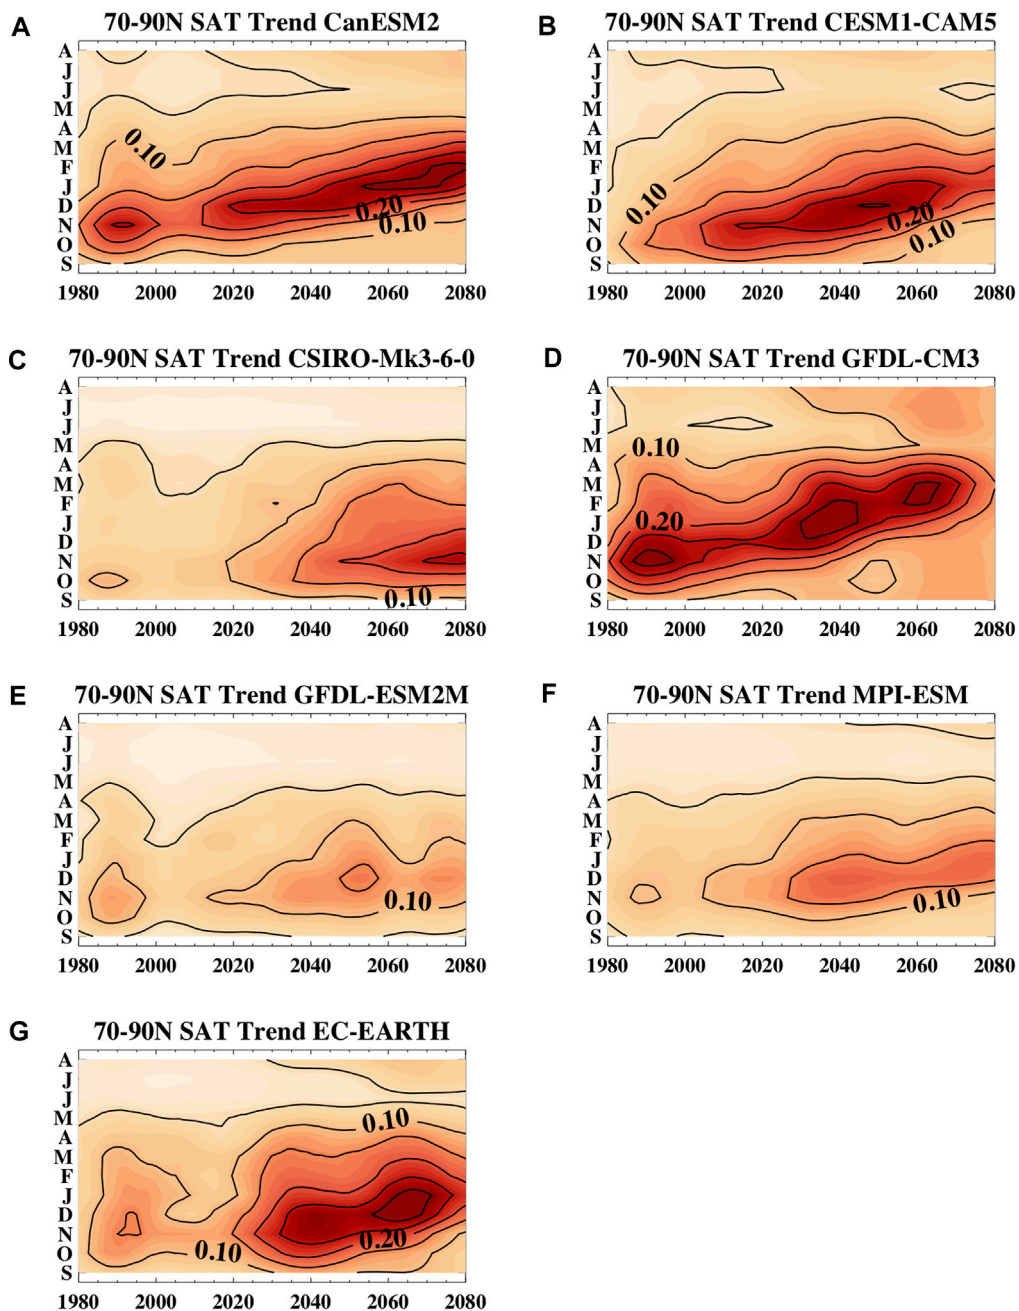 A
70-90N SAT Trend CanESM2
A
J
J
M
A
M
F
J
D
N
O
S
0.10
0.20
0.10
1980 2000 2020 2040 2060 2080
B
70-90N SAT Trend CESM1-CAM5
A
J
J
M
A
M
F
J
D
N
O
S
0.10
0.20
0.10
1980 2000 2020 2040 2060 2080
C
70-90N SAT Trend CSIRO-Mk3-6-0
A
J
J
M
A
M
F
J
D
N
O
S
0.10
1980 2000 2020 2040 2060 2080
D
70-90N SAT Trend GFDL-CM3
A
J
J
M
A
M
F
J
D
N
O
S
0.10
0.20
1980 2000 2020 2040 2060 2080
E
70-90N SAT Trend GFDL-ESM2M
A
J
J
M
A
M
F
J
D
N
O
S
0.10
1980 2000 2020 2040 2060 2080
F
70-90N SAT Trend MPI-ESM
A
J
J
M
A
M
F
J
D
N
O
S
0.10
1980 2000 2020 2040 2060 2080
G
70-90N SAT Trend EC-EARTH
A
J
J
M
A
M
F
J
D
N
O
S
0.10
0.20
0.10
1980 2000 2020 2040 2060 2080